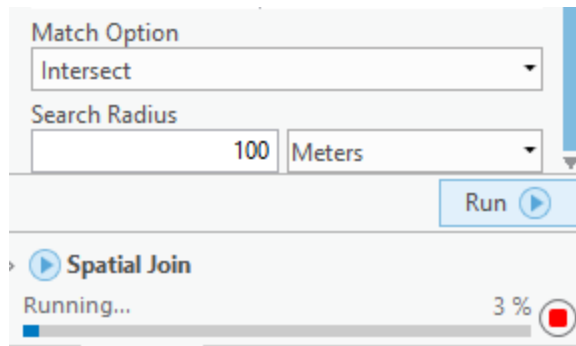 Match Option
Intersect
Search Radius
100 Meters
Run
Spatial Join
Running... 3 %